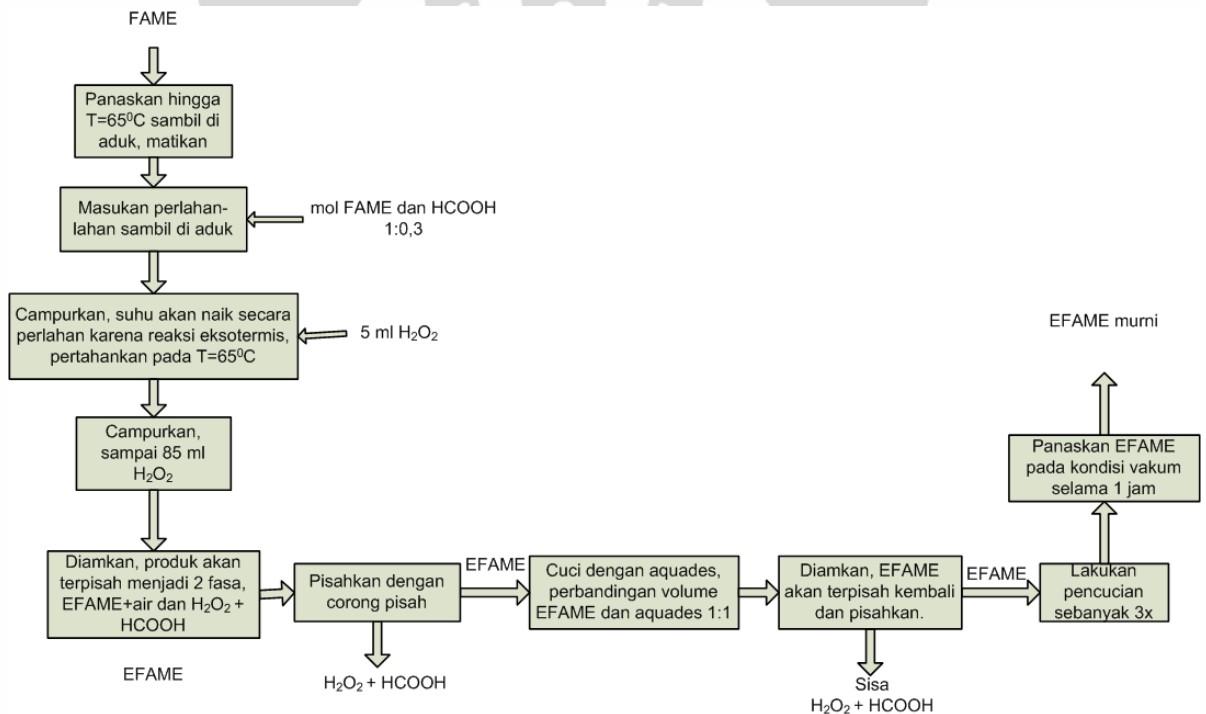 FAME
Panaskan hingga
T=65⁰C sambil di
aduk, matikan
Masukan perlahan-
lahan sambil di aduk
mol FAME dan HCOOH
1:0,3
Campurkan, suhu akan naik secara
perlahan karena reaksi eksotermis,
pertahankan pada T=65⁰C
5 ml H₂O₂
Campurkan,
sampai 85 ml
H₂O₂
Diamkan, produk akan
terpisah menjadi 2 fasa,
EFAME+air dan H₂O₂ +
HCOOH
EFAME
Pisahkan dengan
corong pisah
H₂O₂ + HCOOH
EFAME
Cuci dengan aquades,
perbandingan volume
EFAME dan aquades 1:1
Diamkan, EFAME
akan terpisah kembali
dan pisahkan.
Sisa
H₂O₂ + HCOOH
EFAME
Lakukan
pencucian
sebanyak 3x
Panaskan EFAME
pada kondisi vakum
selama 1 jam
EFAME murni